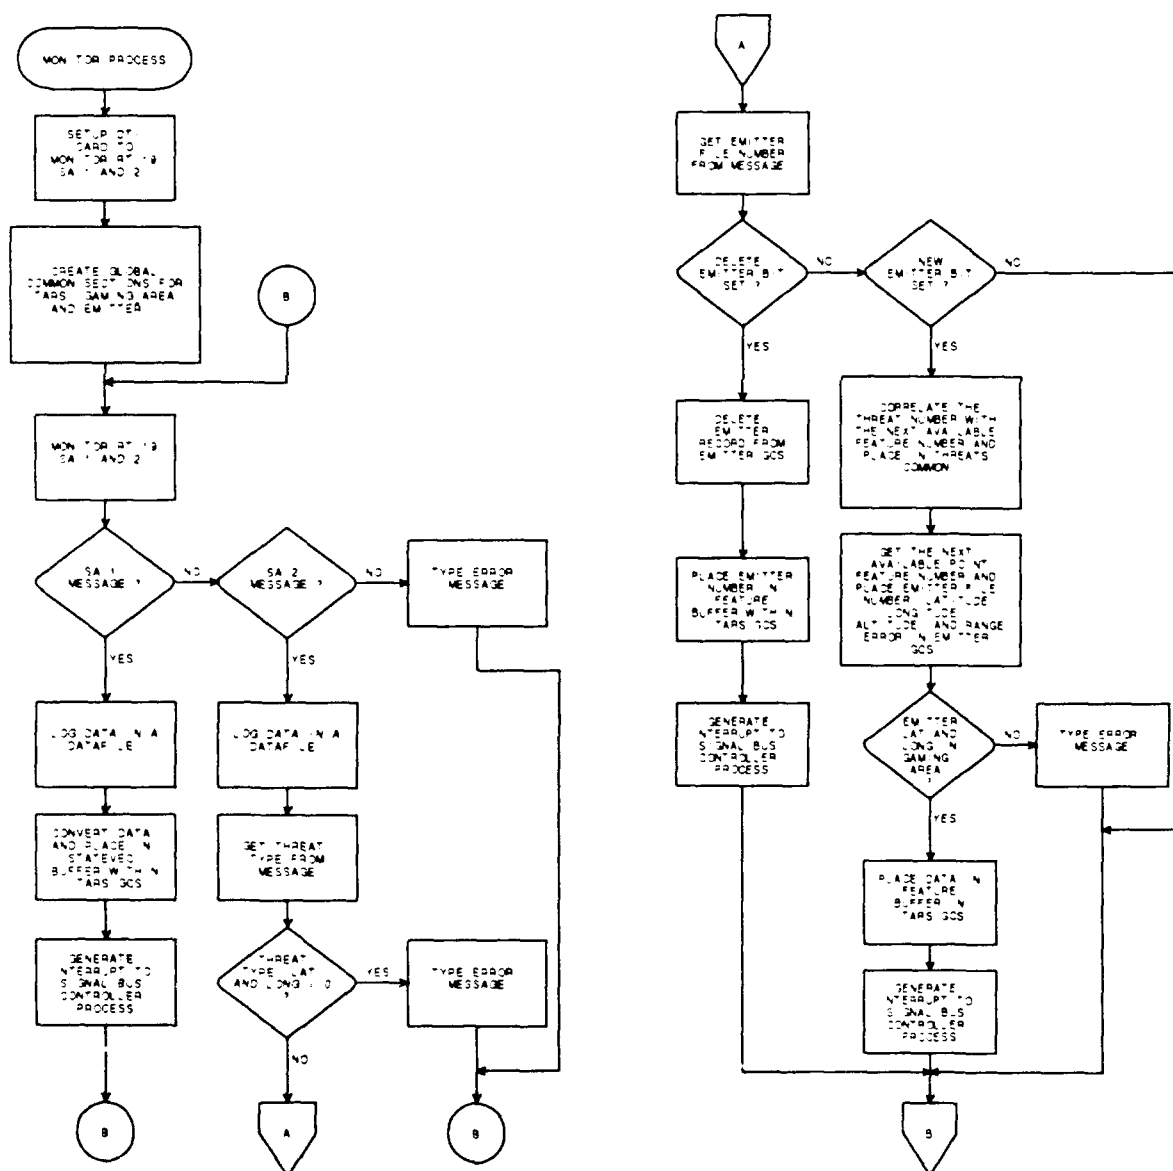 MONITOR PROCESS
SETUP
CARD TO
MONITOR RT 19
SA 1 AND 2
CREATE GLOBAL
COMMON SECTIONS FOR
TARS, GAMING AREA
AND EMITTER
B
MONITOR RT 19
SA 1 AND 2
SA 1
MESSAGE ?
NO
SA 2
MESSAGE ?
NO
TYPE ERROR
MESSAGE
YES
YES
LOG DATA IN A
DATAFILE
LOG DATA IN A
DATAFILE
CONVERT DATA
AND PLACE IN
BUFFER WITHIN
TARS GCS
GET THREAT
TYPE FROM
MESSAGE
GENERATE
INTERRUPT TO
SIGNAL BUS
CONTROLLER
PROCESS
THREAT
TYPE, LAT
AND LONG
0
?
YES
TYPE ERROR
MESSAGE
NO
B
A
B
A
GET EMITTER
FILE NUMBER
FROM MESSAGE
DELETE
EMITTER BIT
SET ?
NO
NEW
EMITTER BIT
SET ?
NO
YES
YES
DELETE
EMITTER
RECORD FROM
EMITTER GCS
CORRELATE THE
THREAT NUMBER WITH
THE NEXT AVAILABLE
FEATURE NUMBER AND
PLACE IN THREATS
COMMON
PLACE EMITTER
NUMBER IN
FEATURE
BUFFER WITHIN
TARS GCS
GET THE NEXT
AVAILABLE POINT
FEATURE NUMBER AND
PLACE EMITTER FILE
NUMBER, LATITUDE,
LONGITUDE,
ALTITUDE, AND RANGE
ERROR IN EMITTER
GCS
GENERATE
INTERRUPT TO
SIGNAL BUS
CONTROLLER
PROCESS
EMITTER
LAT AND
LONG IN
GAMING
AREA
?
NO
TYPE ERROR
MESSAGE
YES
PLACE DATA IN
FEATURE
BUFFER IN
TARS GCS
GENERATE
INTERRUPT TO
SIGNAL BUS
CONTROLLER
PROCESS
B